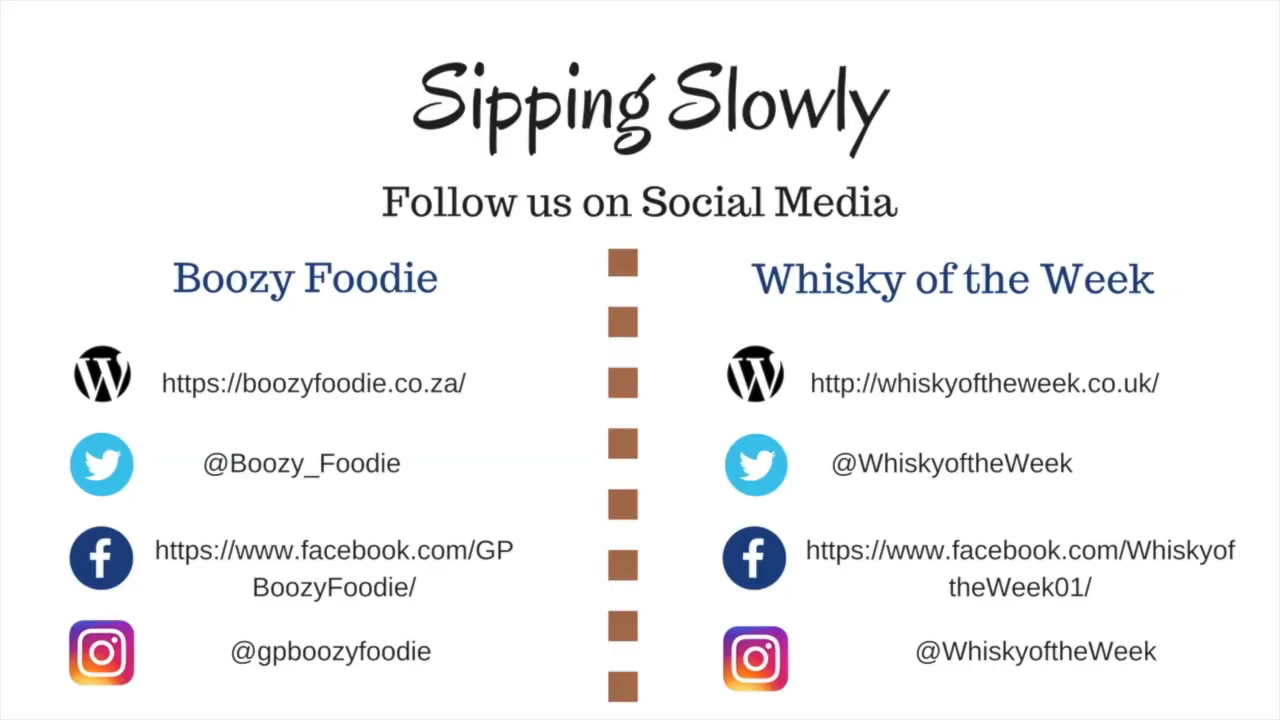 Sipping Slowly
Follow us on Social Media
Boozy Foodie
https://boozyfoodie.co.za/
@Boozy_Foodie
https://www.facebook.com/GP
BoozyFoodie/
@gpboozyfoodie
Whisky of the Week
http://whiskyoftheweek.co.uk/
@WhiskyoftheWeek
https://www.facebook.com/Whiskyof
theWeek01/
@WhiskyoftheWeek